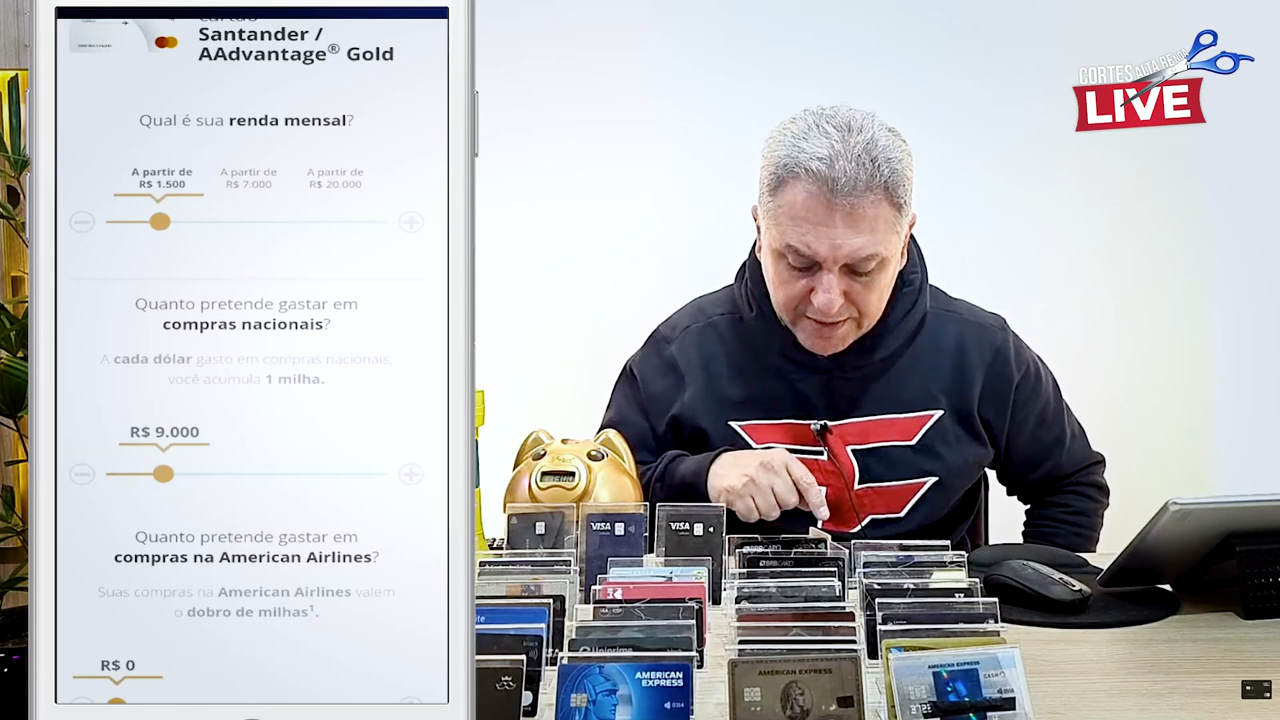 Cartão
Santander /
AAdvantage® Gold
Qual é sua renda mensal?
A partir de
R$ 1.500
A partir de
R$ 7.000
A partir de
R$ 20.000
Quanto pretende gastar em
compras nacionais?
A cada dólar gasto em compras nacionais,
você acumula 1 milha.
R$ 9.000
Quanto pretende gastar em
compras na American Airlines?
Suas compras na American Airlines valem
o dobro de milhas¹.
R$ 0
CORTES ALTA RENDA
LIVE
VISA
VISA
BRBCARD
BRBCARD
Uniprime
AMERICAN
EXPRESS
AMERICAN EXPRESS
AMERICAN EXPRESS